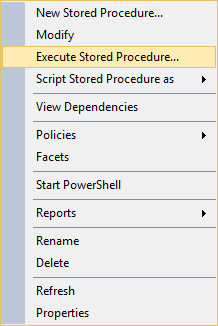 New Stored Procedure...
Modify
Execute Stored Procedure...
Script Stored Procedure as
View Dependencies
Policies
Facets
Start PowerShell
Reports
Rename
Delete
Refresh
Properties